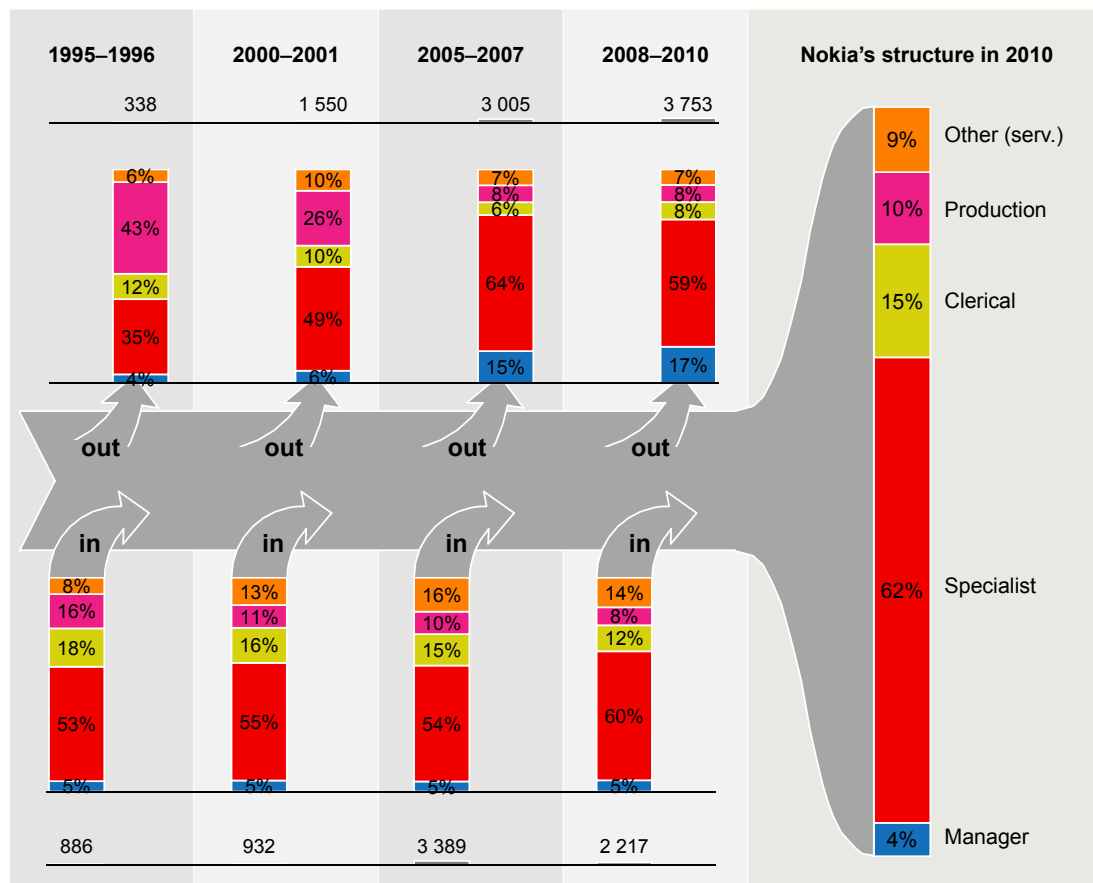 1995–1996 2000–2001 2005–2007 2008–2010 Nokia's structure in 2010
338 1 550 3 005 3 753
6% 10% 7% 7%
43% 26% 8% 8%
12% 10% 6% 8%
35% 49% 64% 59%
4% 6% 15% 17%
out out out out
in in in in
8% 13% 16% 14%
16% 11% 10% 8%
18% 16% 15% 12%
53% 55% 54% 60%
5% 5% 5% 5%
886 932 3 389 2 217
9% Other (serv.)
10% Production
15% Clerical
62% Specialist
4% Manager